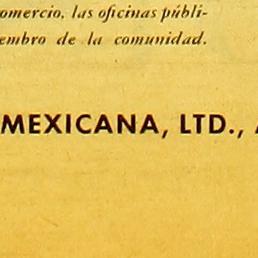 omercio, las oficinas públi-
embro de la comunidad.
MEXICANA, LTD.,